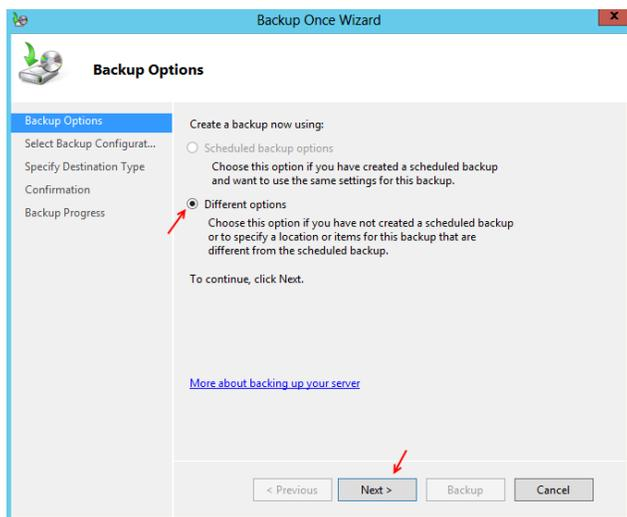 Backup Once Wizard
x
Backup Options
Backup Options
Select Backup Configurat...
Specify Destination Type
Confirmation
Backup Progress
Create a backup now using:
Scheduled backup options
Choose this option if you have created a scheduled backup
and want to use the same settings for this backup.
Different options
Choose this option if you have not created a scheduled backup
or to specify a location or items for this backup that are
different from the scheduled backup.
To continue, click Next.
More about backing up your server
< Previous
Next >
Backup
Cancel